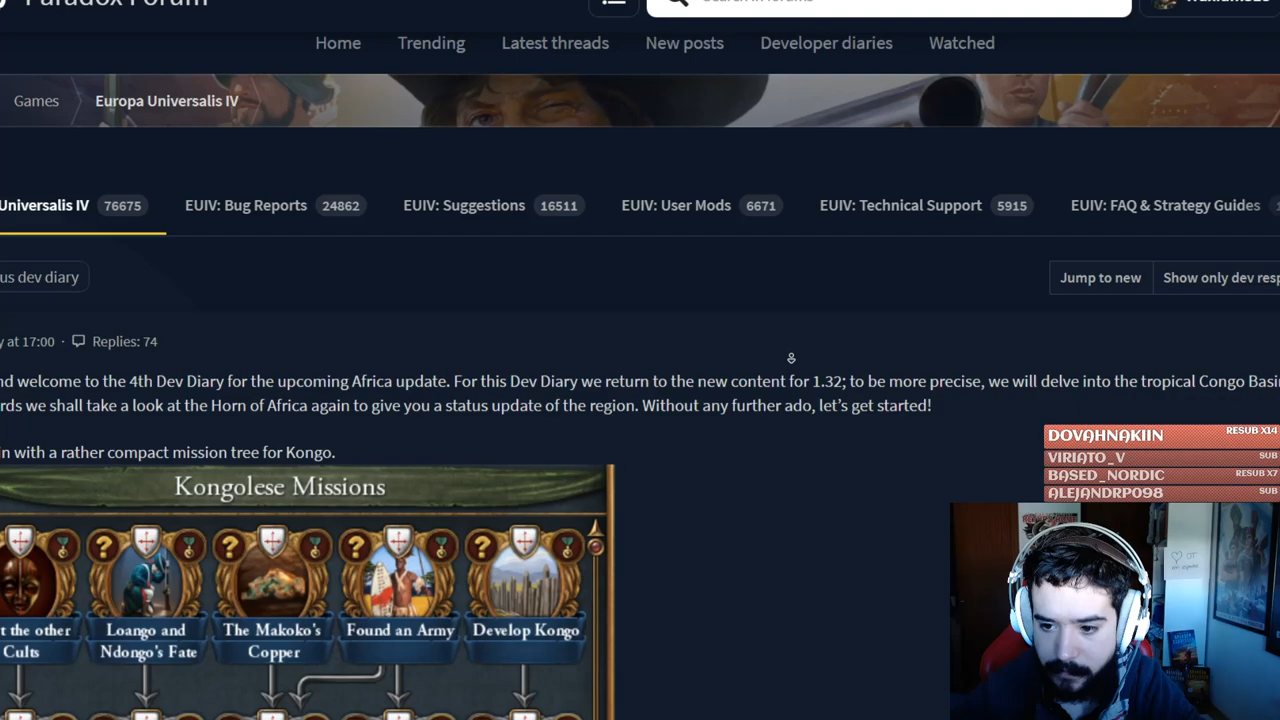 Paradox Forum
Search in forums
Home Trending Latest threads New posts Developer diaries Watched
Games Europa Universalis IV
Universalis IV 76675 EUIV: Bug Reports 24862 EUIV: Suggestions 16511 EUIV: User Mods 6671 EUIV: Technical Support 5915 EUIV: FAQ & Strategy Guides
us dev diary
Jump to new Show only dev resp
y at 17:00 · Replies: 74
nd welcome to the 4th Dev Diary for the upcoming Africa update. For this Dev Diary we return to the new content for 1.32; to be more precise, we will delve into the tropical Congo Basi
rds we shall take a look at the Horn of Africa again to give you a status update of the region. Without any further ado, let’s get started!
in with a rather compact mission tree for Kongo.
DOVAHNAKIIN RESUB X14
VIRIATO_V SUB
BASED_NORDIC RESUB X7
ALEJANDRP098 SUB
Kongolese Missions
t the other
Cults
Loango and
Ndongo's Fate
The Makoko's
Copper
Found an Army
Develop Kongo